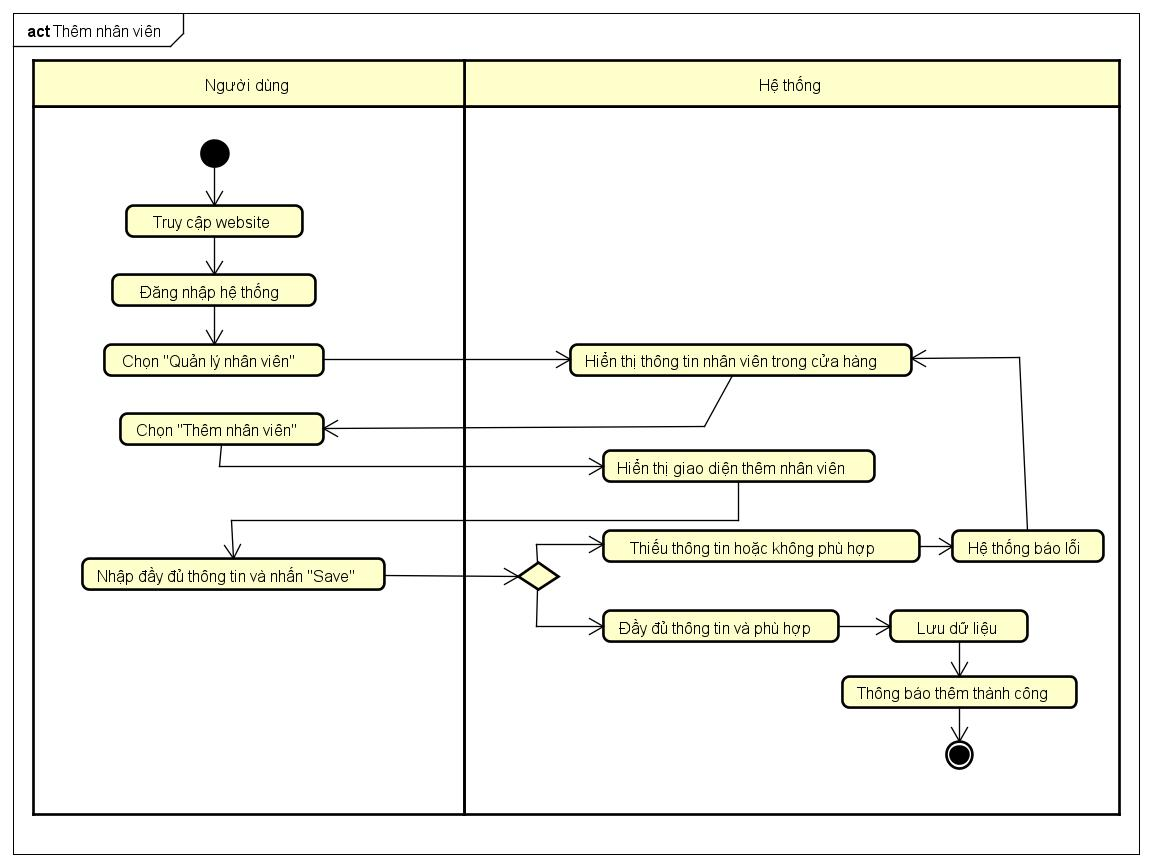 act Thêm nhân viên
Người dùng
Hệ thống
Truy cập website
Đăng nhập hệ thống
Chọn "Quản lý nhân viên"
Hiển thị thông tin nhân viên trong cửa hàng
Chọn "Thêm nhân viên"
Hiển thị giao diện thêm nhân viên
Thiếu thông tin hoặc không phù hợp
Hệ thống báo lỗi
Nhập đầy đủ thông tin và nhấn "Save"
Đầy đủ thông tin và phù hợp
Lưu dữ liệu
Thông báo thêm thành công